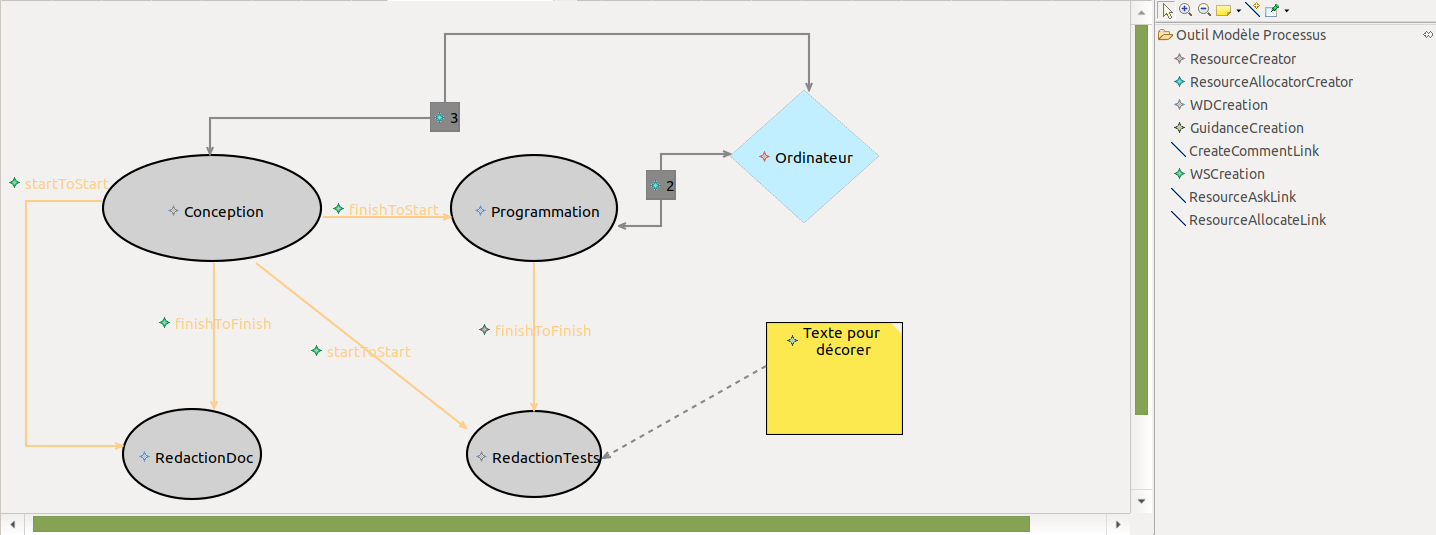 3
Ordinateur
startToStart
Conception
finishToStart
Programmation
2
finishToFinish
startToStart
finishToFinish
Texte pour
décorer
RedactionDoc
RedactionTests
Outil Modèle Processus
ResourceCreator
ResourceAllocatorCreator
WDCreation
GuidanceCreation
CreateCommentLink
WSCreation
ResourceAskLink
ResourceAllocateLink